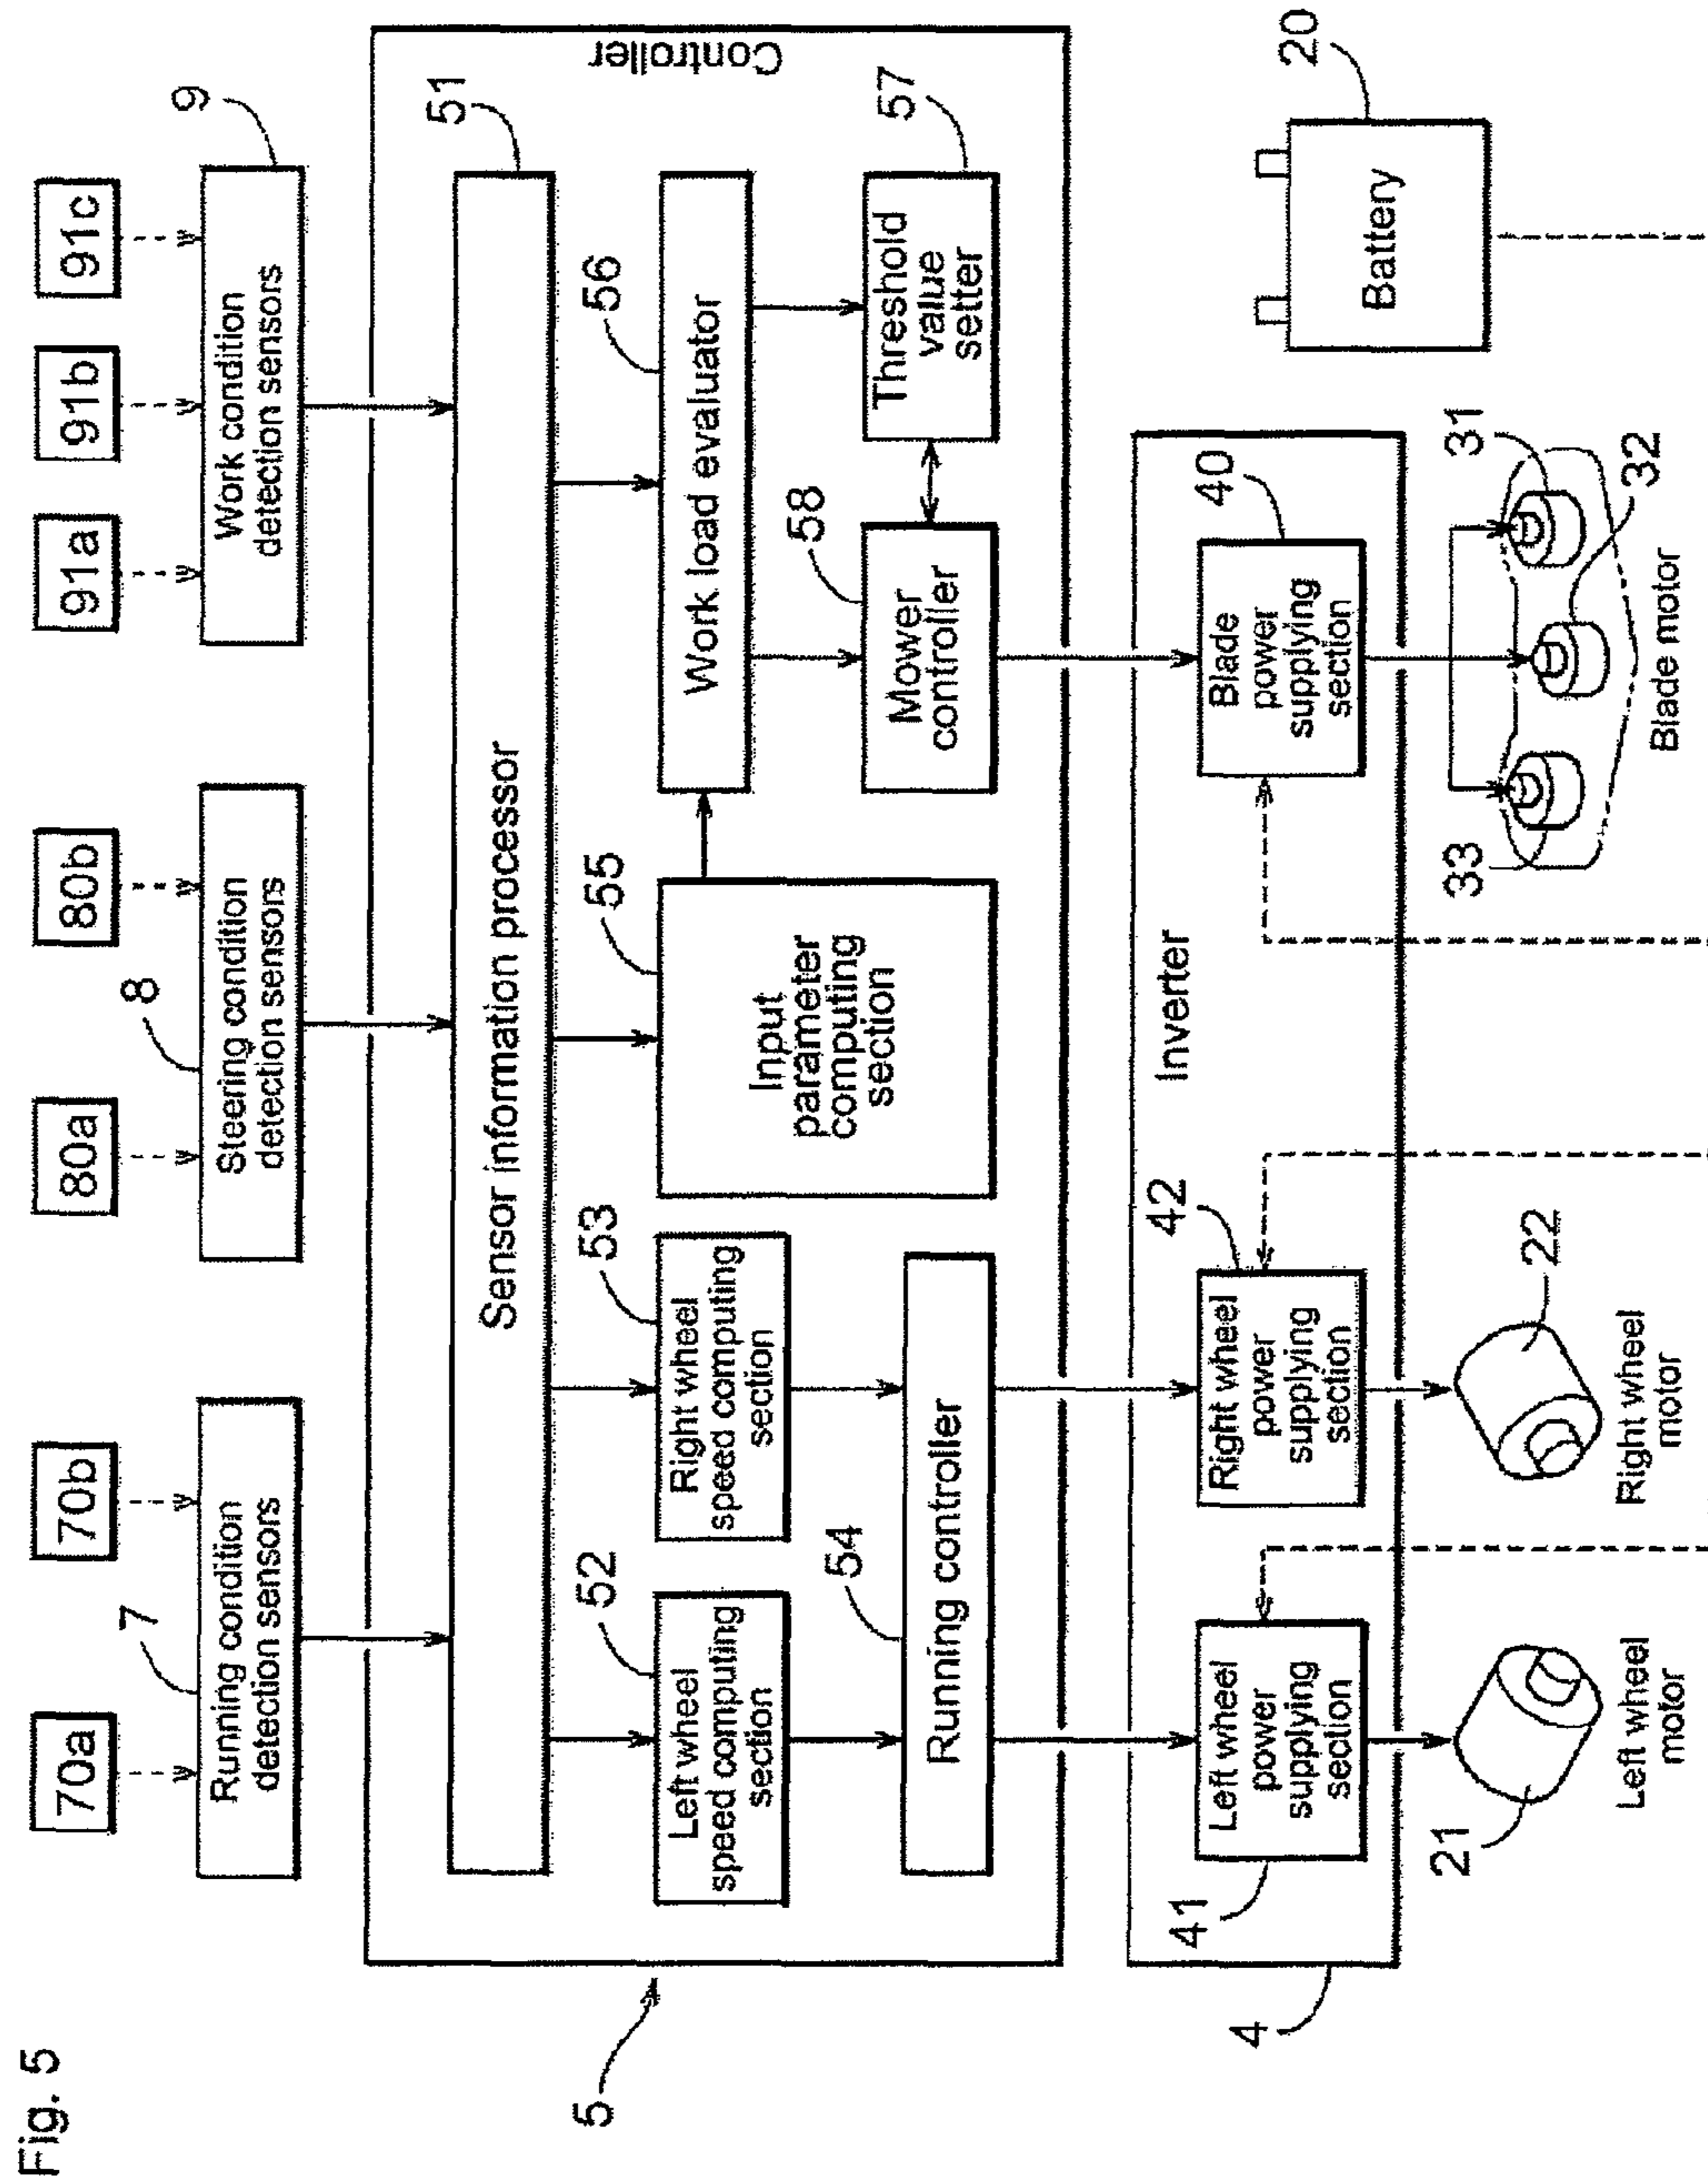 Fig. 5
70a
70b
80a
80b
91a
91b
91c
7
Running condition
detection sensors
8
Steering condition
detection sensors
9
Work condition
detection sensors
5
Controller
51
Sensor information processor
52
Left wheel
speed computing
section
53
Right wheel
speed computing
section
55
Input
parameter
computing
section
56
Work load evaluator
54
Running controller
58
Mower
controller
57
Threshold
value
setter
4
Inverter
41
Left wheel
power
supplying
section
42
Right wheel
power
supplying
section
40
Blade
power
supplying
section
20
Battery
21
Left wheel
motor
22
Right wheel
motor
33
31
32
Blade motor